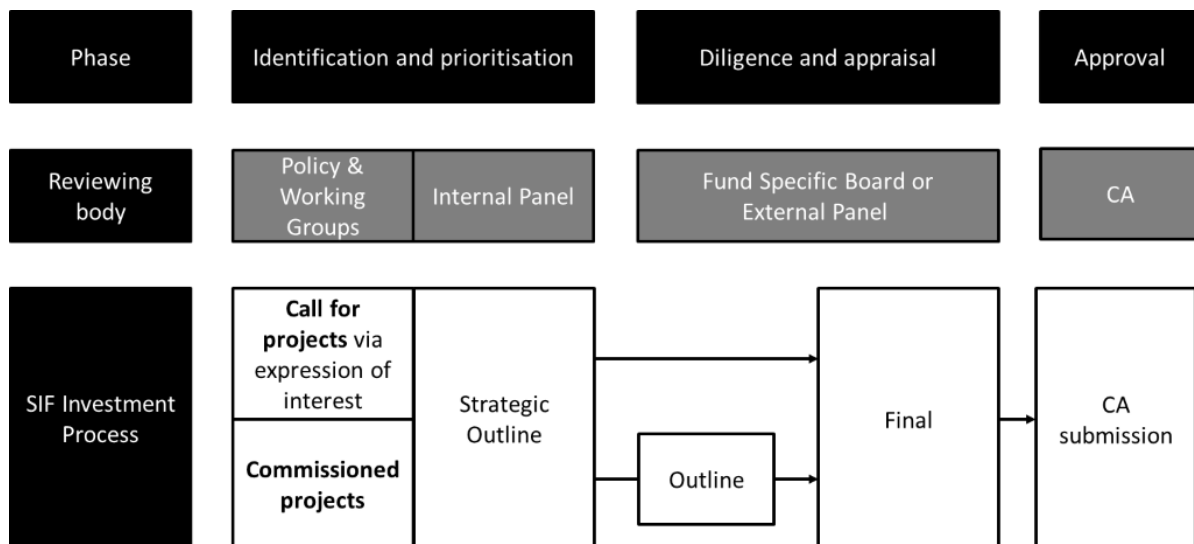 Phase
Identification and prioritisation
Diligence and appraisal
Approval
Reviewing
body
Policy &
Working
Groups
Internal Panel
Fund Specific Board or
External Panel
CA
SIF Investment
Process
Call for
projects via
expression of
interest
Commissioned
projects
Strategic
Outline
Outline
Final
CA
submission